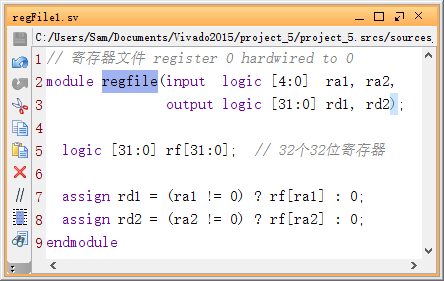 regFile1.sv
C:/Users/Sam/Documents/Vivado2015/project_5/project_5.srcs/sources_
1 // 寄存器文件 register 0 hardwired to 0
2 module regfile(input  logic [4:0]  ra1, ra2,
3                output logic [31:0] rd1, rd2);
4
5   logic [31:0] rf[31:0];  // 32个32位寄存器
6
7   assign rd1 = (ra1 != 0) ? rf[ra1] : 0;
8   assign rd2 = (ra2 != 0) ? rf[ra2] : 0;
9 endmodule